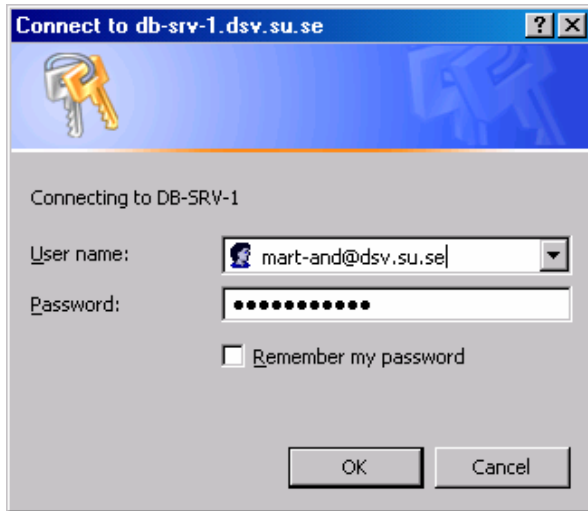 Connect to db-srv-1.dsv.su.se
Connecting to DB-SRV-1
User name: mart-and@dsv.su.se
Password: ●●●●●●●●●●●
Remember my password
OK Cancel